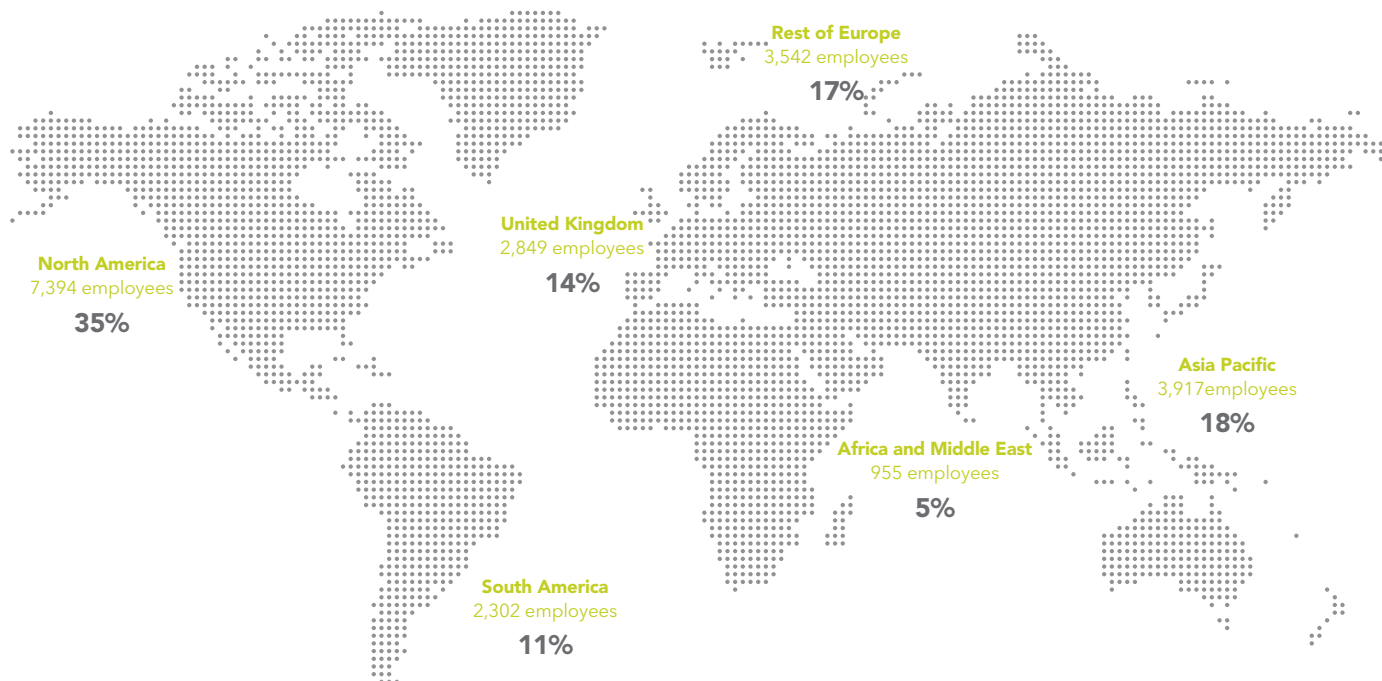 Rest of Europe
3,542 employees
17%
United Kingdom
2,849 employees
14%
North America
7,394 employees
35%
Asia Pacific
3,917employees
18%
Africa and Middle East
955 employees
5%
South America
2,302 employees
11%